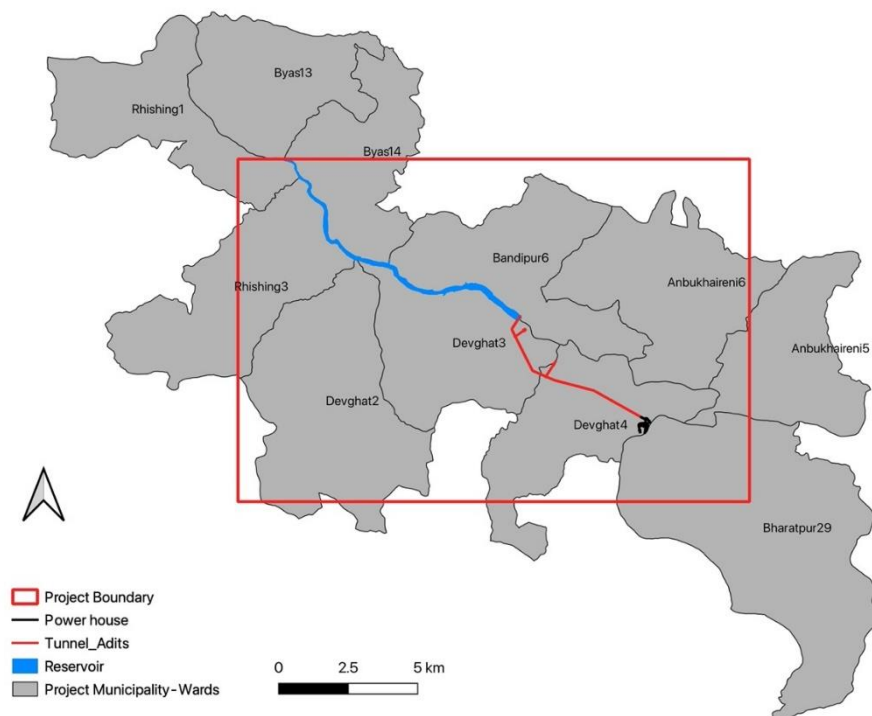 Byas13
Rhishing1
Byas14
Bandipur6
Anbukhaireni6
Rhishing3
Devghat3
Anbukhaireni5
Devghat2
Devghat4
Bharatpur29
Project Boundary
Power house
Tunnel_Adits
Reservoir
Project Municipality-Wards
0 2.5 5 km